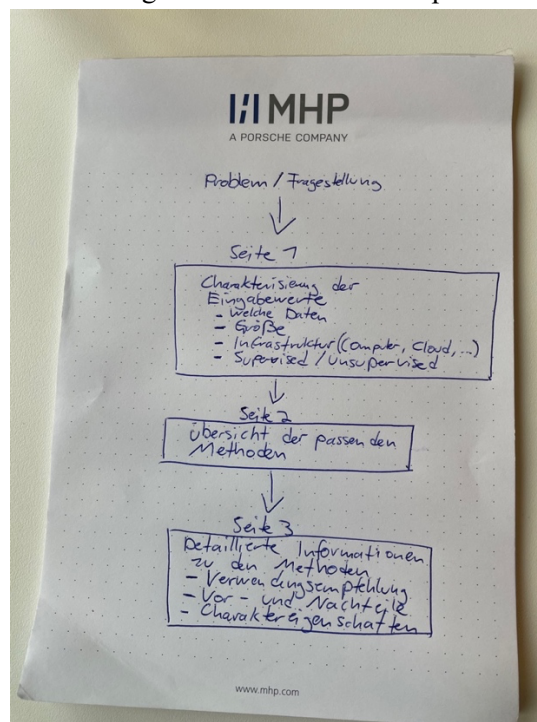 MHP
A PORSCHE COMPANY
Problem / Fragestellung
Seite 1
Charakterisierung der
Eingabewerte
- Welche Daten
- Größe
- Infrastruktur (Computer, Cloud, ...)
- Supervised / Unsupervised
Seite 2
Übersicht der passenden
Methoden
Seite 3
Detaillierte Informationen
zu den Methoden
- Verwendungsempfehlung
- Vor- und Nachteile
- Charaktereigenschaften
www.mhp.com